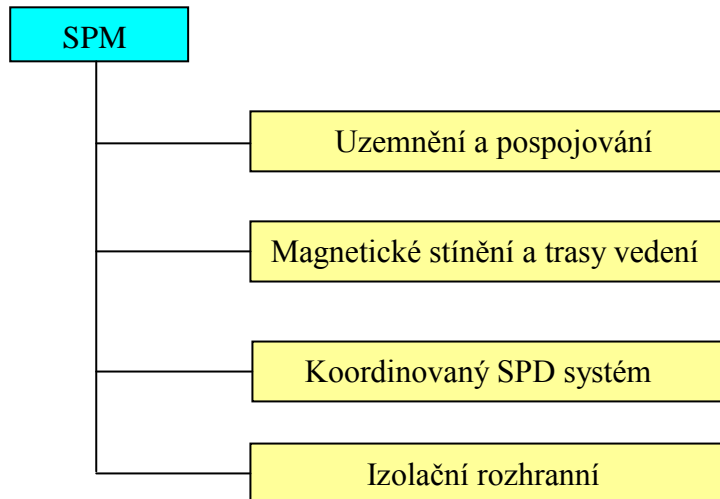 SPM
Uzemnění a pospojování
Magnetické stínění a trasy vedení
Koordinovaný SPD systém
Izolační rozhranní